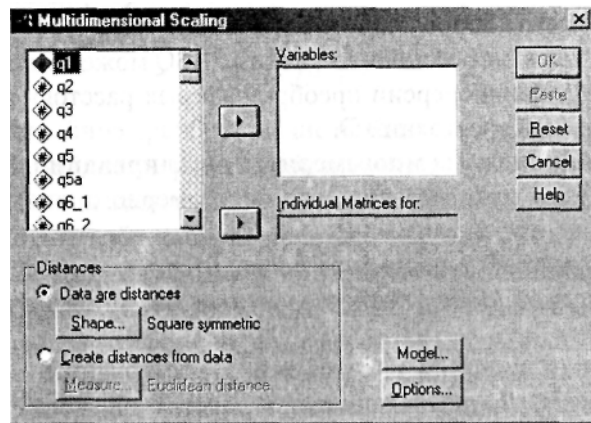 Multidimensional Scaling
q1
q2
q3
q4
q5
q5a
q6_1
q6_2
Variables:
Individual Matrices for:
OK
Paste
Reset
Cancel
Help
Distances
Data are distances
Shape... Square symmetric
Create distances from data
Measure... Euclidean distance
Model...
Options...